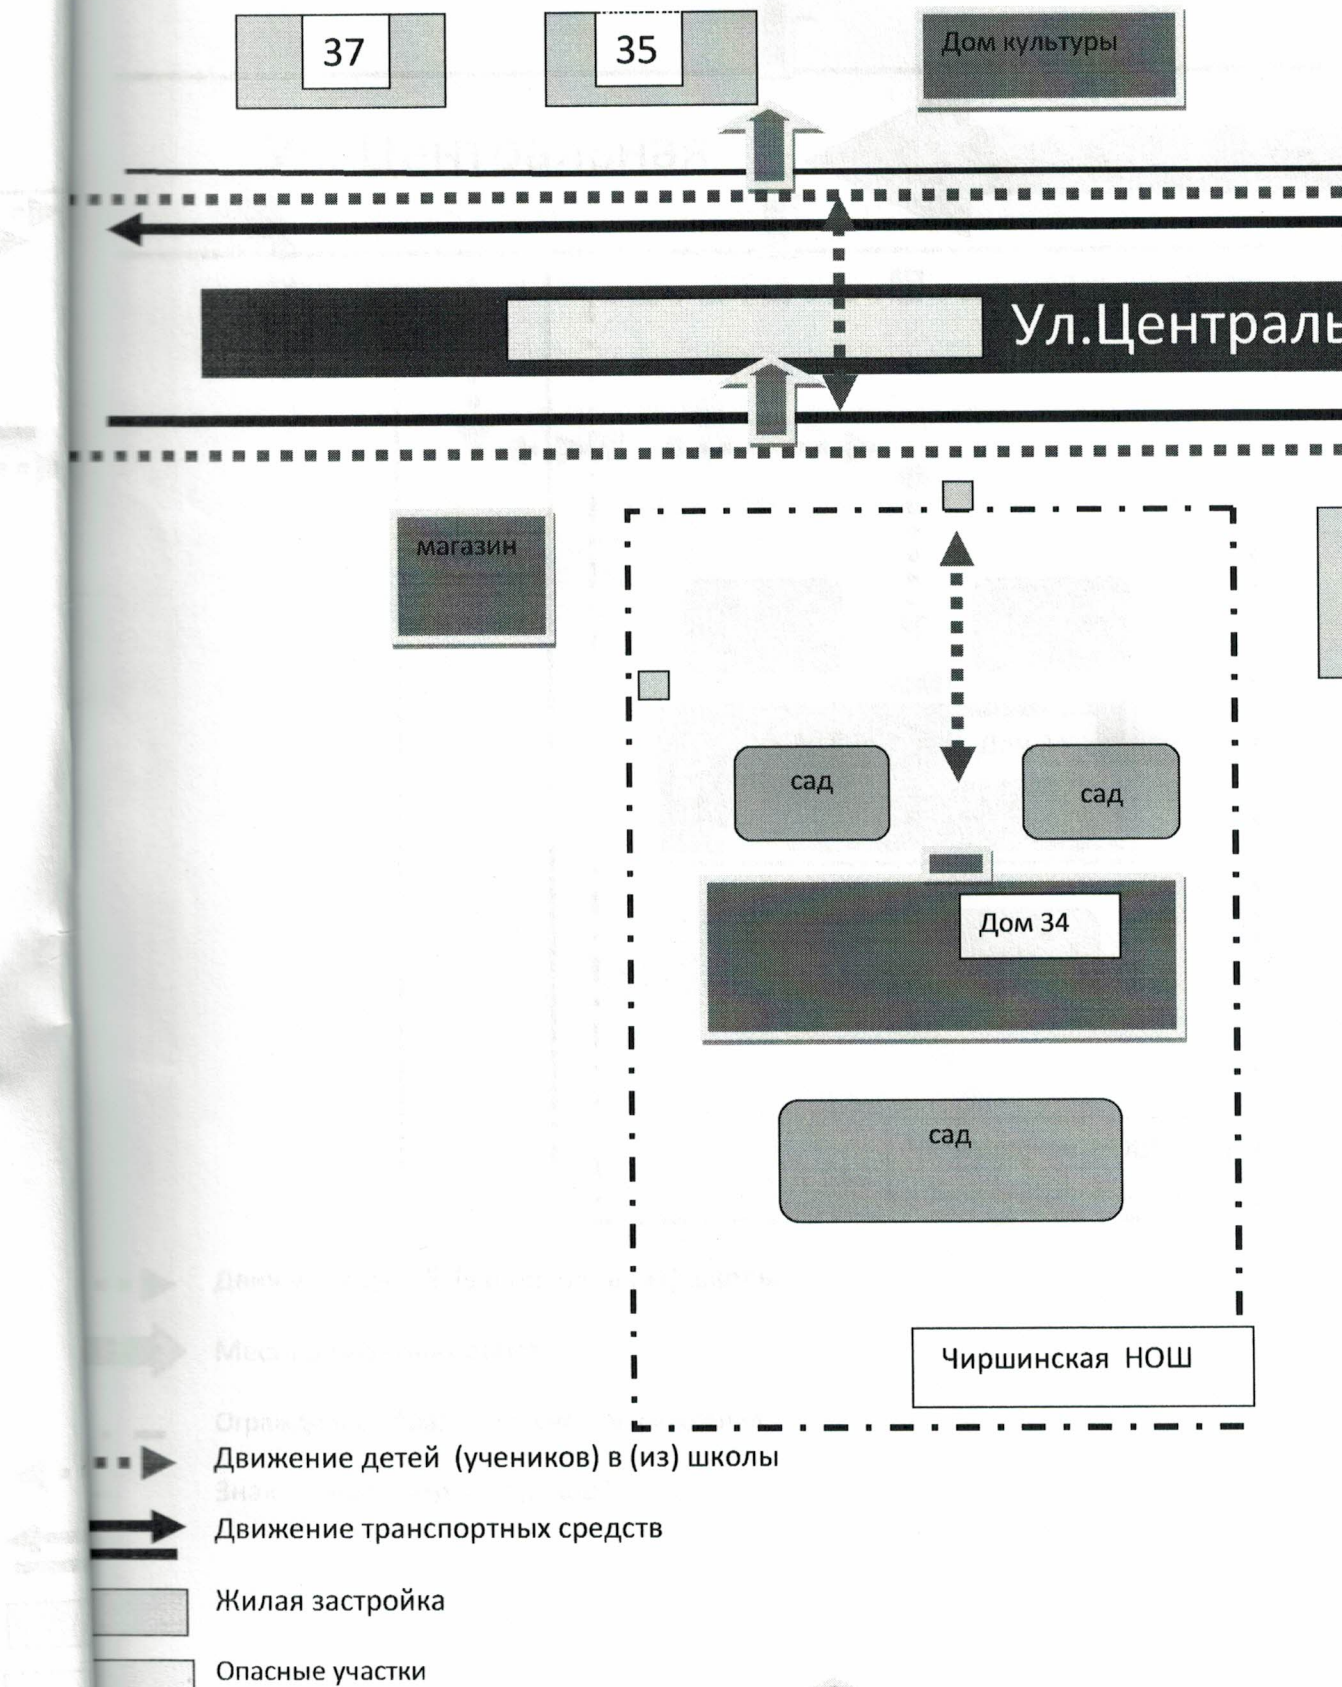 37
35
Дом культуры
Ул.Централь
магазин
сад
сад
Дом 34
сад
Чиршинская НОШ
Движение детей (учеников) в (из) школы
Движение транспортных средств
Жилая застройка
Опасные участки